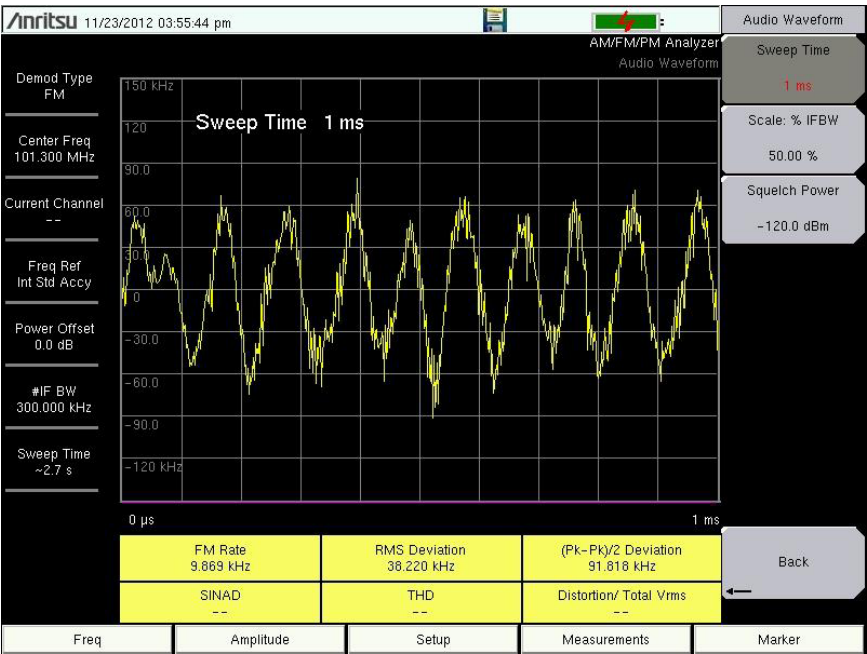 Anritsu 11/23/2012 03:55:44 pm
Audio Waveform
AM/FM/PM Analyzer
Audio Waveform
Sweep Time
1 ms
Scale: % IFBW
50.00 %
Squelch Power
-120.0 dBm
Back
Demod Type
FM
Center Freq
101.300 MHz
Current Channel
--
Freq Ref
Int Std Accy
Power Offset
0.0 dB
#IF BW
300.000 kHz
Sweep Time
~2.7 s
150 kHz
120
Sweep Time 1 ms
90.0
60.0
30.0
0
-30.0
-60.0
-90.0
-120 kHz
0 µs
1 ms
FM Rate
9.869 kHz
RMS Deviation
38.220 kHz
(Pk-Pk)/2 Deviation
91.818 kHz
SINAD
--
THD
--
Distortion/ Total Vrms
--
Freq
Amplitude
Setup
Measurements
Marker